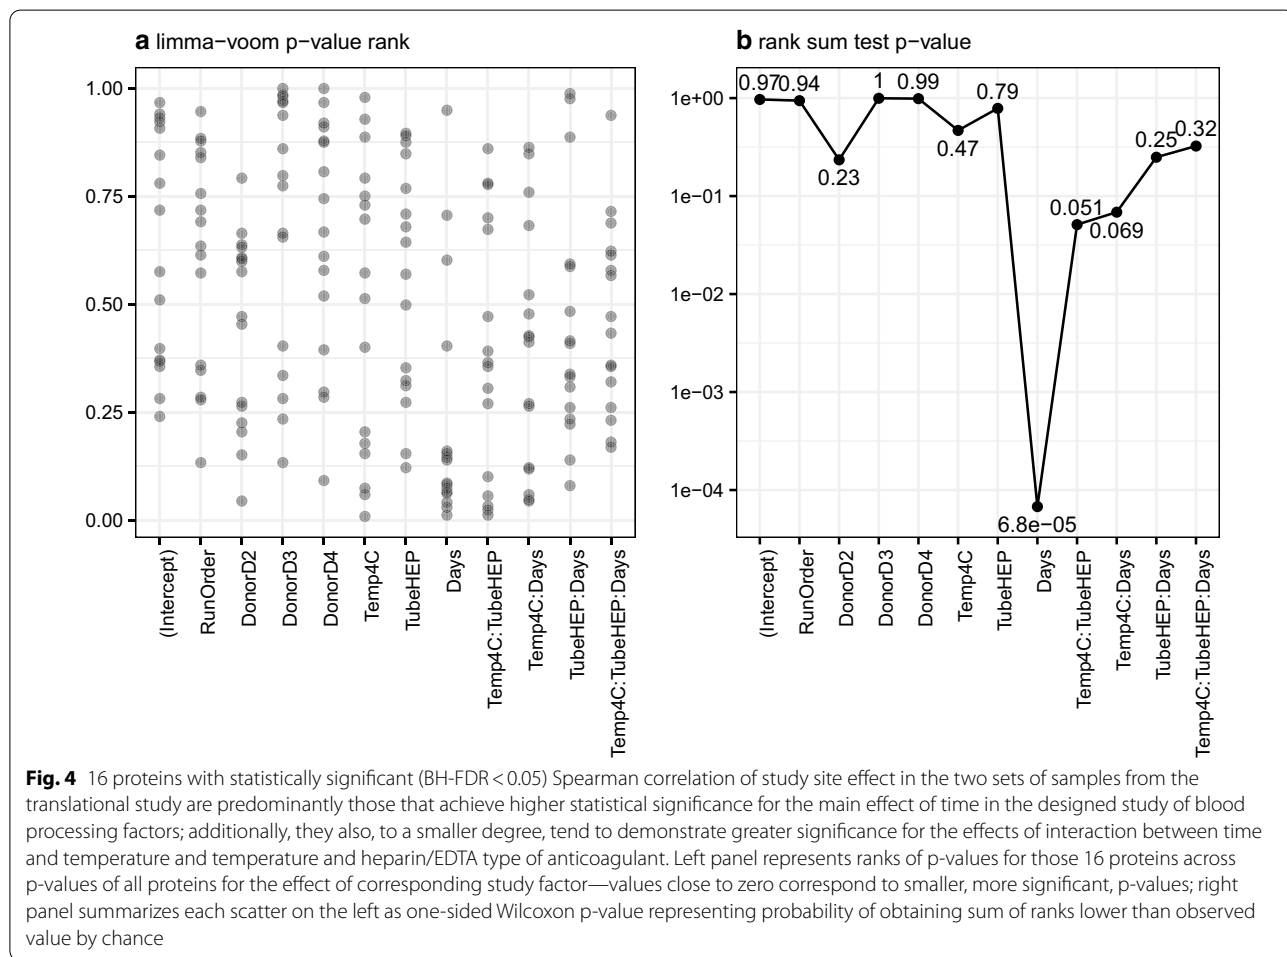 a limma−voom p−value rank
1.00
0.75
0.50
0.25
0.00
(Intercept)
RunOrder
DonorD2
DonorD3
DonorD4
Temp4C
TubeHEP
Days
Temp4C:TubeHEP
Temp4C:Days
TubeHEP:Days
Temp4C:TubeHEP:Days
b rank sum test p−value
1e+00
1e−01
1e−02
1e−03
1e−04
0.97
0.94
0.23
1
0.99
0.47
0.79
6.8e−05
0.051
0.069
0.25
0.32
(Intercept)
RunOrder
DonorD2
DonorD3
DonorD4
Temp4C
TubeHEP
Days
Temp4C:TubeHEP
Temp4C:Days
TubeHEP:Days
Temp4C:TubeHEP:Days
Fig. 4 16 proteins with statistically significant (BH-FDR < 0.05) Spearman correlation of study site effect in the two sets of samples from the
translational study are predominantly those that achieve higher statistical significance for the main effect of time in the designed study of blood
processing factors; additionally, they also, to a smaller degree, tend to demonstrate greater significance for the effects of interaction between time
and temperature and temperature and heparin/EDTA type of anticoagulant. Left panel represents ranks of p-values for those 16 proteins across
p-values of all proteins for the effect of corresponding study factor—values close to zero correspond to smaller, more significant, p-values; right
panel summarizes each scatter on the left as one-sided Wilcoxon p-value representing probability of obtaining sum of ranks lower than observed
value by chance